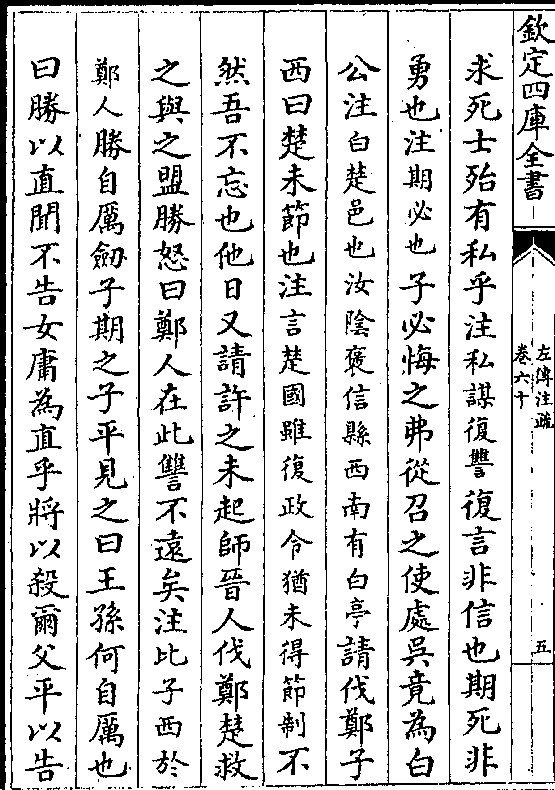 欽定四庫全書
左傳注疏
卷六十
五
求死士殆有私乎注私謀復讐復言非信也期死非
勇也注期必也子必悔之弗從召之使處吳竟為白
公注白楚邑也汝隂褒信縣西南有白亭請伐鄭子
西曰楚未節也注言楚國雖復政令猶未得節制不
然吾不忘也他日又請許之未起師晉人伐鄭楚救
之與之盟勝怒曰鄭人在此讐不遠矣注比子西於
鄭人勝自厲劒子期之子平見之曰王孫何自厲也
曰勝以直聞不告女庸為直乎將以殺爾父平以告